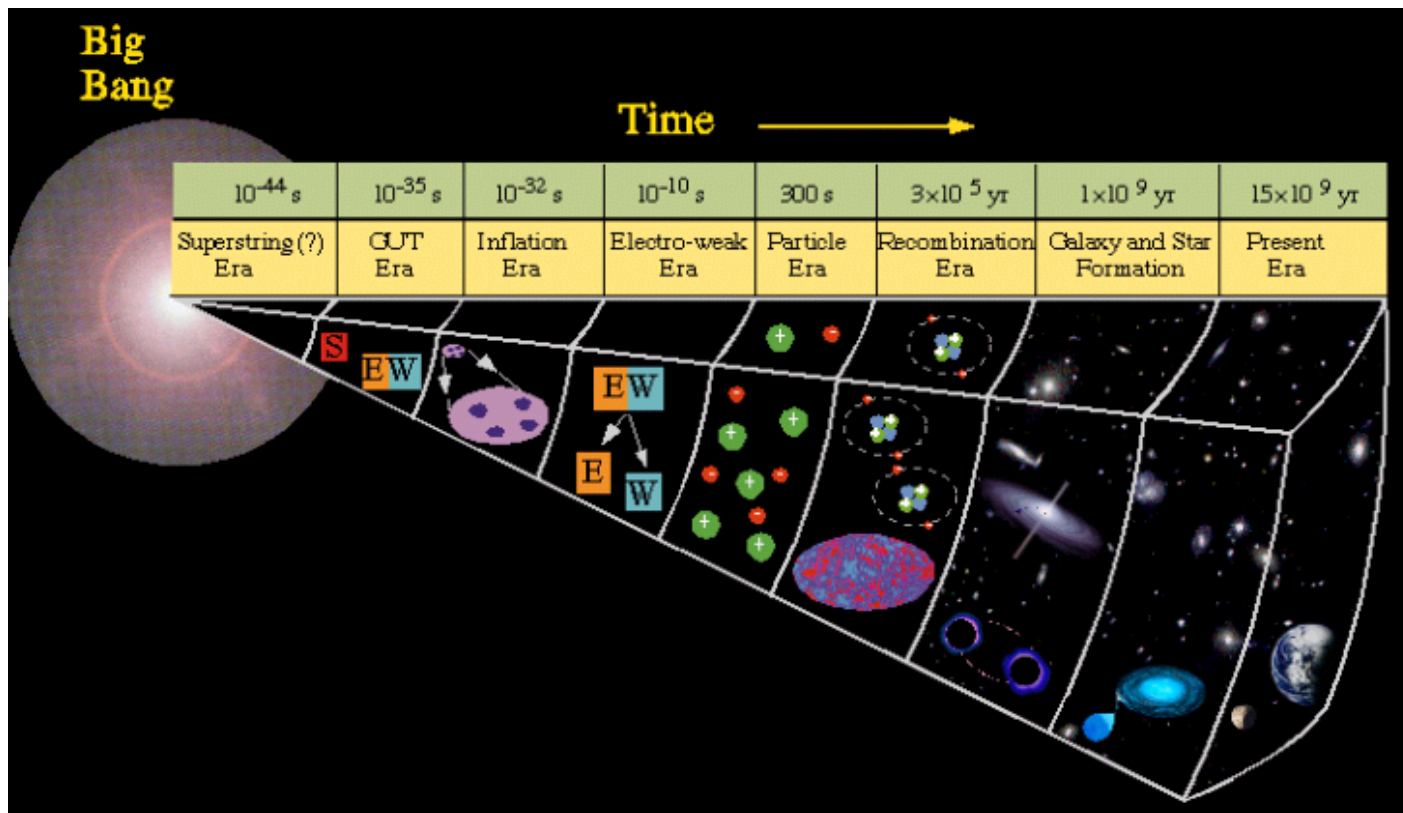 Big
Bang
Time
10⁻⁴⁴ s 10⁻³⁵ s 10⁻³² s 10⁻¹⁰ s 300 s 3×10 ⁵ yr 1×10 ⁹ yr 15×10 ⁹ yr
Superstring (?) GUT Inflation Electro-weak Particle Recombination Galaxy and Star Present
Era Era Era Era Era Era Formation Era
S
E W
+ -
E W
E
W
-
+
+
-
-
+
-
+
+